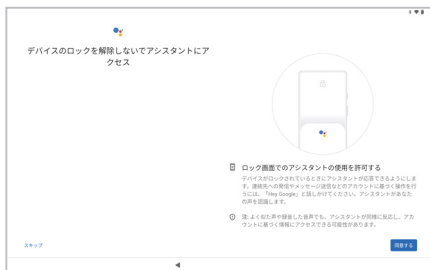 デバイスのロックを解除しないでアシスタントにア
クセス
ロック画面でのアシスタントの使用を許可する
デバイスがロックされているときにアシスタントが応答できるようにしま
す。連絡先への発信やメッセージ送信などのアカウントに基づく操作を行
うには、「Hey Google」と話しかけてください。アシスタントがあなた
の声を認識します。
注: よく似た声や録音した音声でも、アシスタントが同様に反応し、アカ
ウントに基づく情報にアクセスできる可能性があります。
スキップ
同意する